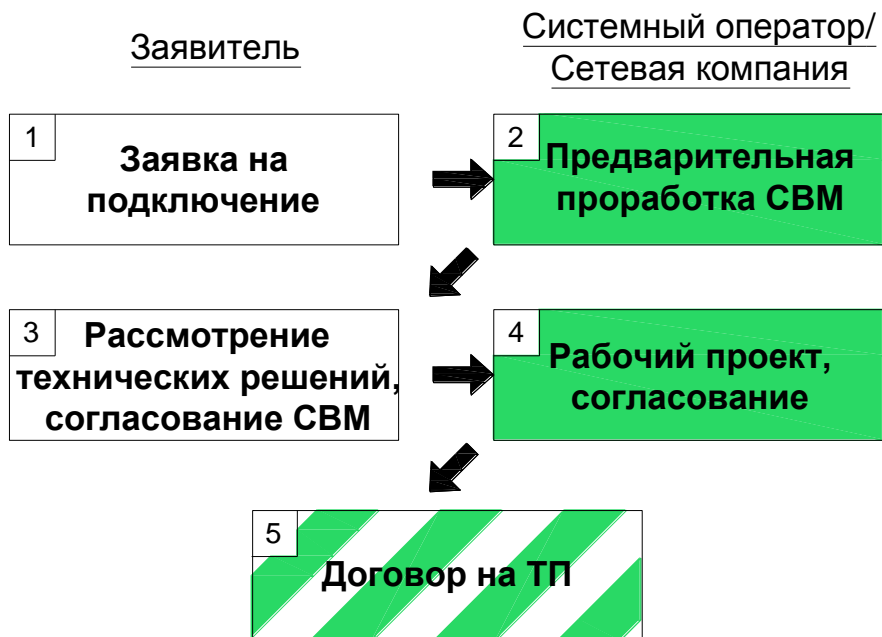 Заявитель
Системный оператор/
Сетевая компания
1
Заявка на
подключение
2
Предварительная
проработка СВМ
3
Рассмотрение
технических решений,
согласование СВМ
4
Рабочий проект,
согласование
5
Договор на ТП